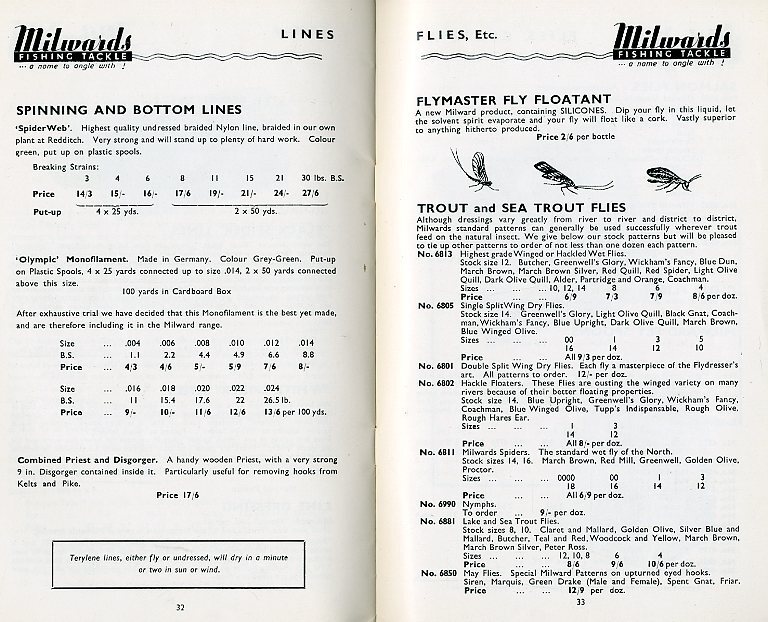 Milwards
FISHING TACKLE
... a name to angle with !
LINES
SPINNING AND BOTTOM LINES
'SpiderWeb'. Highest quality undressed braided Nylon line, braided in our own
plant at Redditch. Very strong and will stand up to plenty of hard work. Colour
green, put up on plastic spools.
Breaking Strains:
3 4 6 8 11 15 21 30 lbs. B.S.
Price 14/3 15/- 16/- 17/6 19/- 21/- 24/- 27/6
Put-up 4 x 25 yds. 2 x 50 yds.
'Olympic' Monofilament. Made in Germany. Colour Grey-Green. Put-up
on Plastic Spools, 4 x 25 yards connected up to size .014, 2 x 50 yards connected
above this size.
100 yards in Cardboard Box
After exhaustive trial we have decided that this Monofilament is the best yet made,
and are therefore including it in the Milward range.
Size ... .004 .006 .008 .010 .012 .014
B.S. ... 1.1 2.2 4.4 4.9 6.6 8.8
Price ... 4/3 4/6 5/- 5/9 7/6 8/-
Size ... .016 .018 .020 .022 .024
B.S. ... 11 15.4 17.6 22 26.5 lb.
Price ... 9/- 10/- 11/6 12/6 13/6 per 100 yds.
Combined Priest and Disgorger. A handy wooden Priest, with a very strong
9 in. Disgorger contained inside it. Particularly useful for removing hooks from
Kelts and Pike.
Price 17/6
Terylene lines, either fly or undressed, will dry in a minute
or two in sun or wind.
32
FLIES, Etc.
Milwards
FISHING TACKLE
... a name to angle with !
FLYMASTER FLY FLOATANT
A new Milward product, containing SILICONES. Dip your fly in this liquid, let
the solvent spirit evaporate and your fly will float like a cork. Vastly superior
to anything hitherto produced.
Price 2/6 per bottle
TROUT and SEA TROUT FLIES
Although dressings vary greatly from river to river and district to district,
Milwards standard patterns can generally be used successfully wherever trout
feed on the natural insect. We give below our stock patterns but will be pleased
to tie up other patterns to order of not less than one dozen each pattern.
No. 6813 Highest grade Winged or Hackled Wet Flies.
Stock size 12. Butcher, Greenwell's Glory, Wickham's Fancy, Blue Dun,
March Brown, March Brown Silver, Red Quill, Red Spider, Light Olive
Quill, Dark Olive Quill, Alder, Partridge and Orange, Coachman.
Sizes ... ... ... 10, 12, 14 8 6 4
Price ... ... 6/9 7/3 7/9 8/6 per doz.
No. 6805 Single Split Wing Dry Flies.
Stock size 14. Greenwell's Glory, Light Olive Quill, Black Gnat, Coach-
man, Wickham's Fancy, Blue Upright, Dark Olive Quill, March Brown,
Blue Winged Olive.
Sizes ... ... ... 00 1 3 5
16 14 12 10
Price ... ... All 9/3 per doz.
No. 6801 Double Split Wing Dry Flies. Each fly a masterpiece of the Flydresser's
art. All patterns to order. 12/- per doz.
No. 6802 Hackle Floaters. These Flies are ousting the winged variety on many
rivers because of their better floating properties.
Stock size 14. Blue Upright, Greenwell's Glory, Wickham's Fancy,
Coachman, Blue Winged Olive, Tupp's Indispensable, Rough Olive.
Rough Hares Ear.
Sizes ... ... ... 1 3
14 12
Price ... ... All 8/- per doz.
No. 6811 Milwards Spiders. The standard wet fly of the North.
Stock sizes 14, 16. March Brown, Red Mill, Greenwell, Golden Olive,
Proctor.
Sizes ... ... ... 0000 00 1 3
18 16 14 12
Price ... ... All 6/9 per doz.
No. 6990 Nymphs.
To order ... 9/- per doz.
No. 6881 Lake and Sea Trout Flies.
Stock sizes 8, 10. Claret and Mallard, Golden Olive, Silver Blue and
Mallard, Butcher, Teal and Red, Woodcock and Yellow, March Brown,
March Brown Silver, Peter Ross.
Sizes ... ... ... 12, 10, 8 6 4
Price ... ... 8/6 9/6 10/6 per doz.
No. 6850 May Flies. Special Milward Patterns on upturned eyed hooks.
Siren, Marquis, Green Drake (Male and Female), Spent Gnat, Friar.
Price ... ... 12/9 per doz.
33